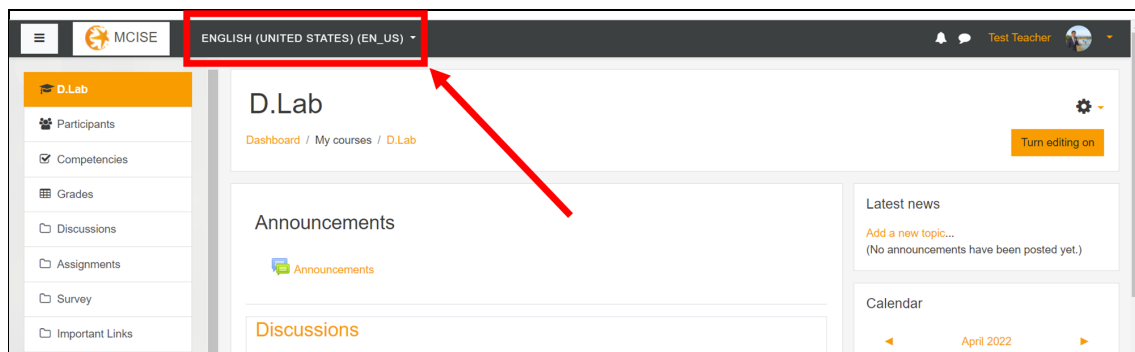 MCISE
ENGLISH (UNITED STATES) (EN_US)
Test Teacher
D.Lab
Participants
Competencies
Grades
Discussions
Assignments
Survey
Important Links
D.Lab
Dashboard / My courses / D.Lab
Turn editing on
Announcements
Announcements
Discussions
Latest news
Add a new topic...
(No announcements have been posted yet.)
Calendar
◄ April 2022 ►